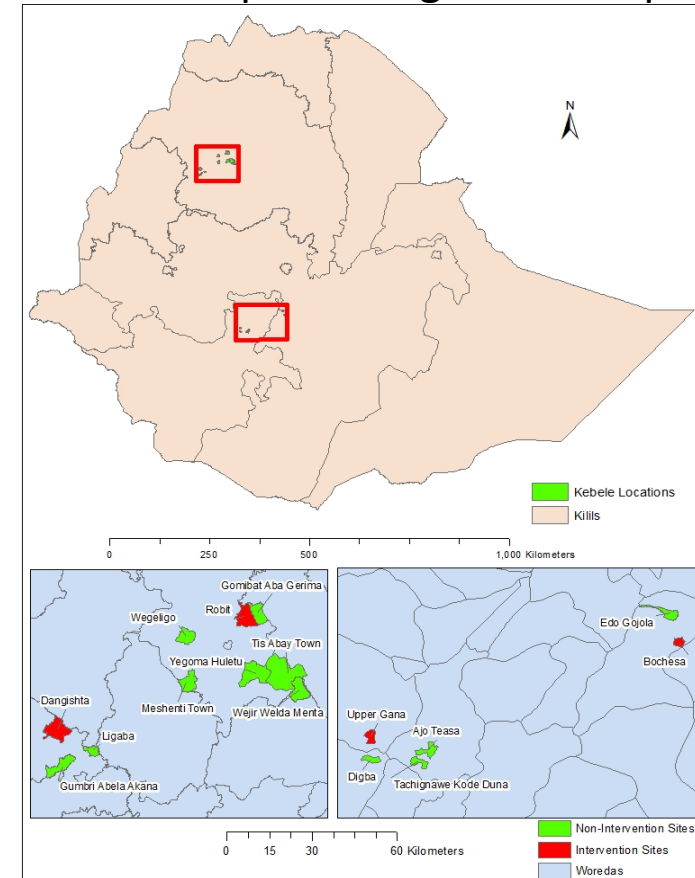 N
Kebele Locations
Kilils
0 250 500 1,000 Kilometers
Gomibat Aba Gerima
Robit
Wegeligo
Tis Abay Town
Yegoma Huletu
Dangishta
Meshenti Town
Wejir Welda Menta
Ligaba
Gumbri Abela Akana
Edo Gojola
Bochesa
Upper Gana
Ajo Teasa
Digba
Tachignawe Kode Duna
0 15 30 60 Kilometers
Non-Intervention Sites
Intervention Sites
Woredas